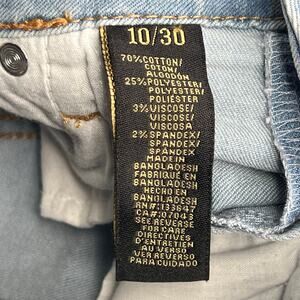 10/30
70%COTTON/
COTON/
ALGODÓN
25%POLYESTER/
POLYESTER/
POLIÉSTER
3%VISCOSE/
VISCOSE/
VISCOSA
2%SPANDEX/
SPANDEX/
SPANDEX
MADE IN
BANGLADESH
FABRIQUÉ EN
BANGLADESH
HECHO EN
BANGLADESH
RN#:133647
CA#:07043
SEE REVERSE
FOR CARE
DIRECTIVES
D'ENTRETIEN
AU VERSO
VER REVERSO
PARA CUIDADO